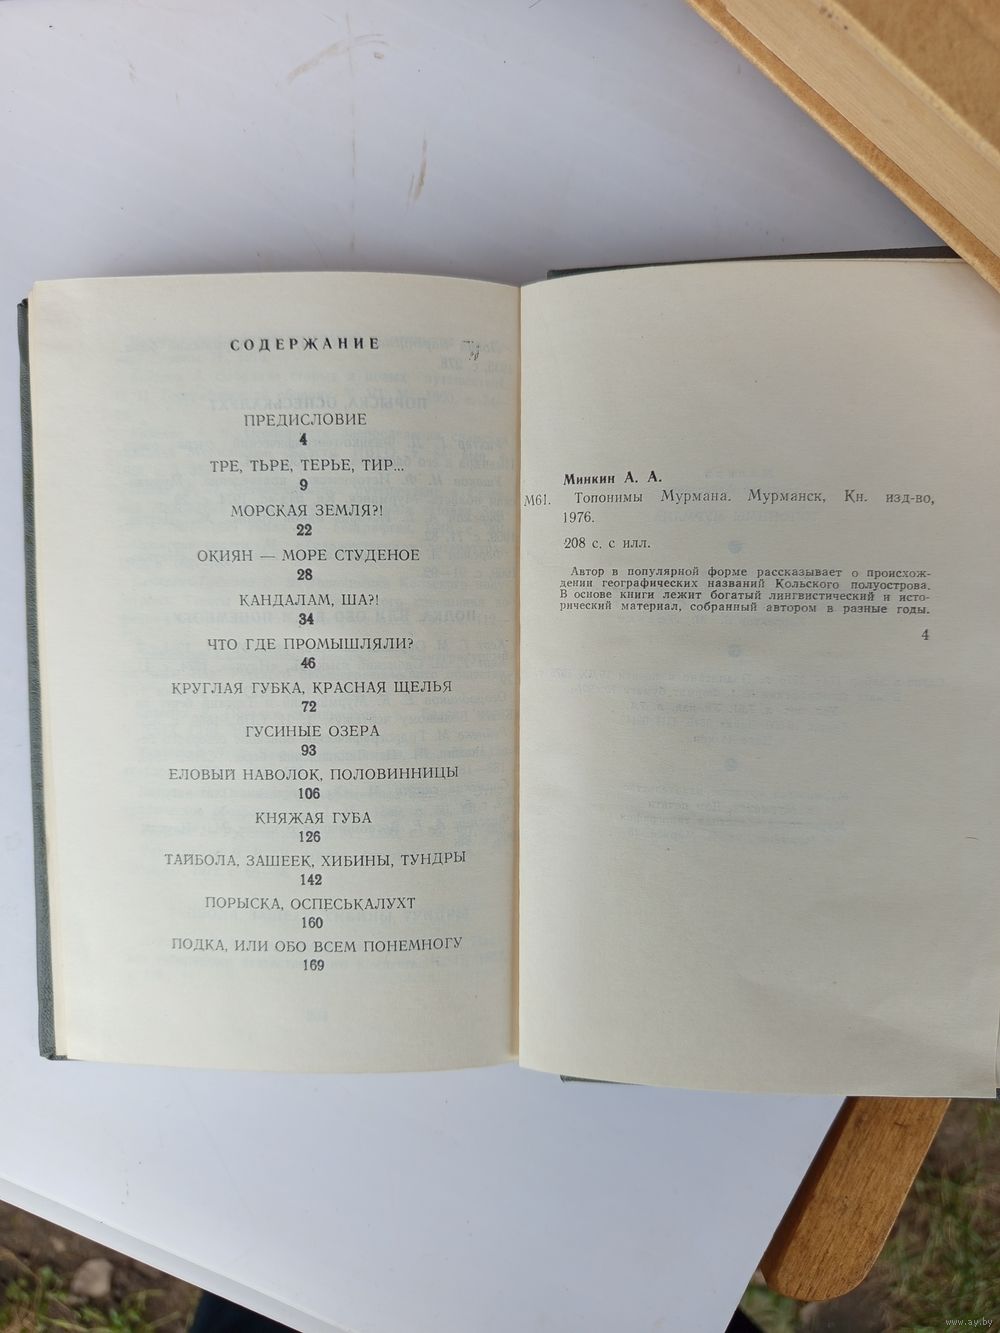 СОДЕРЖАНИЕ
ПРЕДИСЛОВИЕ
4
ТРЕ, ТЬРЕ, ТЕРЬЕ, ТИР...
9
МОРСКАЯ ЗЕМЛЯ?!
22
ОКИЯН — МОРЕ СТУДЕНОЕ
28
КАНДАЛАМ, ША?!
34
ЧТО ГДЕ ПРОМЫШЛЯЛИ?
46
КРУГЛАЯ ГУБКА, КРАСНАЯ ЩЕЛЬЯ
72
ГУСИНЫЕ ОЗЕРА
93
ЕЛОВЫЙ НАВОЛОК, ПОЛОВИННИЦЫ
106
КНЯЖАЯ ГУБА
126
ТАЙБОЛА, ЗАШЕЕК, ХИБИНЫ, ТУНДРЫ
142
ПОРЫСКА, ОСПЕСЬКАЛУХТ
160
ПОДКА, ИЛИ ОБО ВСЕМ ПОНЕМНОГУ
169
Минкин А. А.
М61. Топонимы Мурмана. Мурманск, Кн. изд-во,
1976.
208 с. с илл.
Автор в популярной форме рассказывает о происхож-
дении географических названий Кольского полуострова.
В основе книги лежит богатый лингвистический и исто-
рический материал, собранный автором в разные годы.
4
www.ay.by